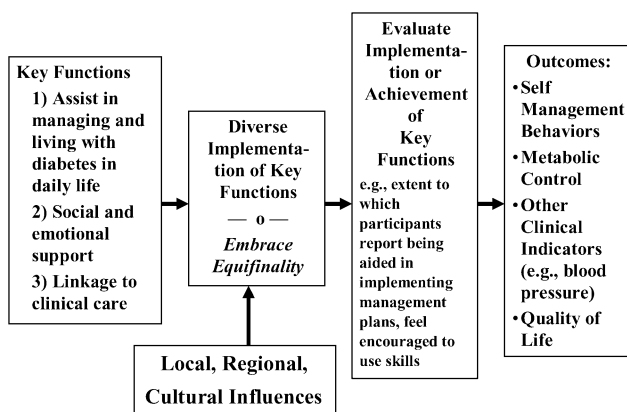 Key Functions
1) Assist in
managing and
living with
diabetes in
daily life
2) Social and
emotional
support
3) Linkage to
clinical care
Diverse
Implementa-
tion of Key
Functions
— o —
Embrace
Equifinality
Local, Regional,
Cultural Influences
Evaluate
Implementa-
tion or
Achievement
of
Key
Functions
e.g., extent to
which
participants
report being
aided in
implementing
management
plans, feel
encouraged to
use skills
Outcomes:
•Self
Management
Behaviors
•Metabolic
Control
•Other
Clinical
Indicators
(e.g., blood
pressure)
•Quality of
Life